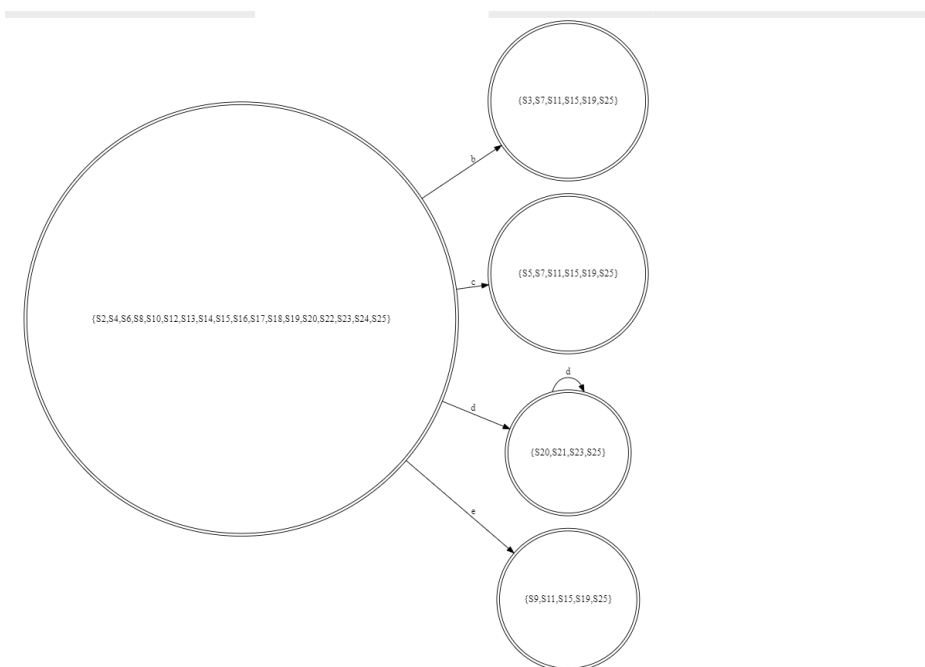 {S3,S7,S11,S15,S19,S25}
b
{S5,S7,S11,S15,S19,S25}
c
{S2,S4,S6,S8,S10,S12,S13,S14,S15,S16,S17,S18,S19,S20,S22,S23,S24,S25}
d
d
{S20,S21,S23,S25}
e
{S9,S11,S15,S19,S25}